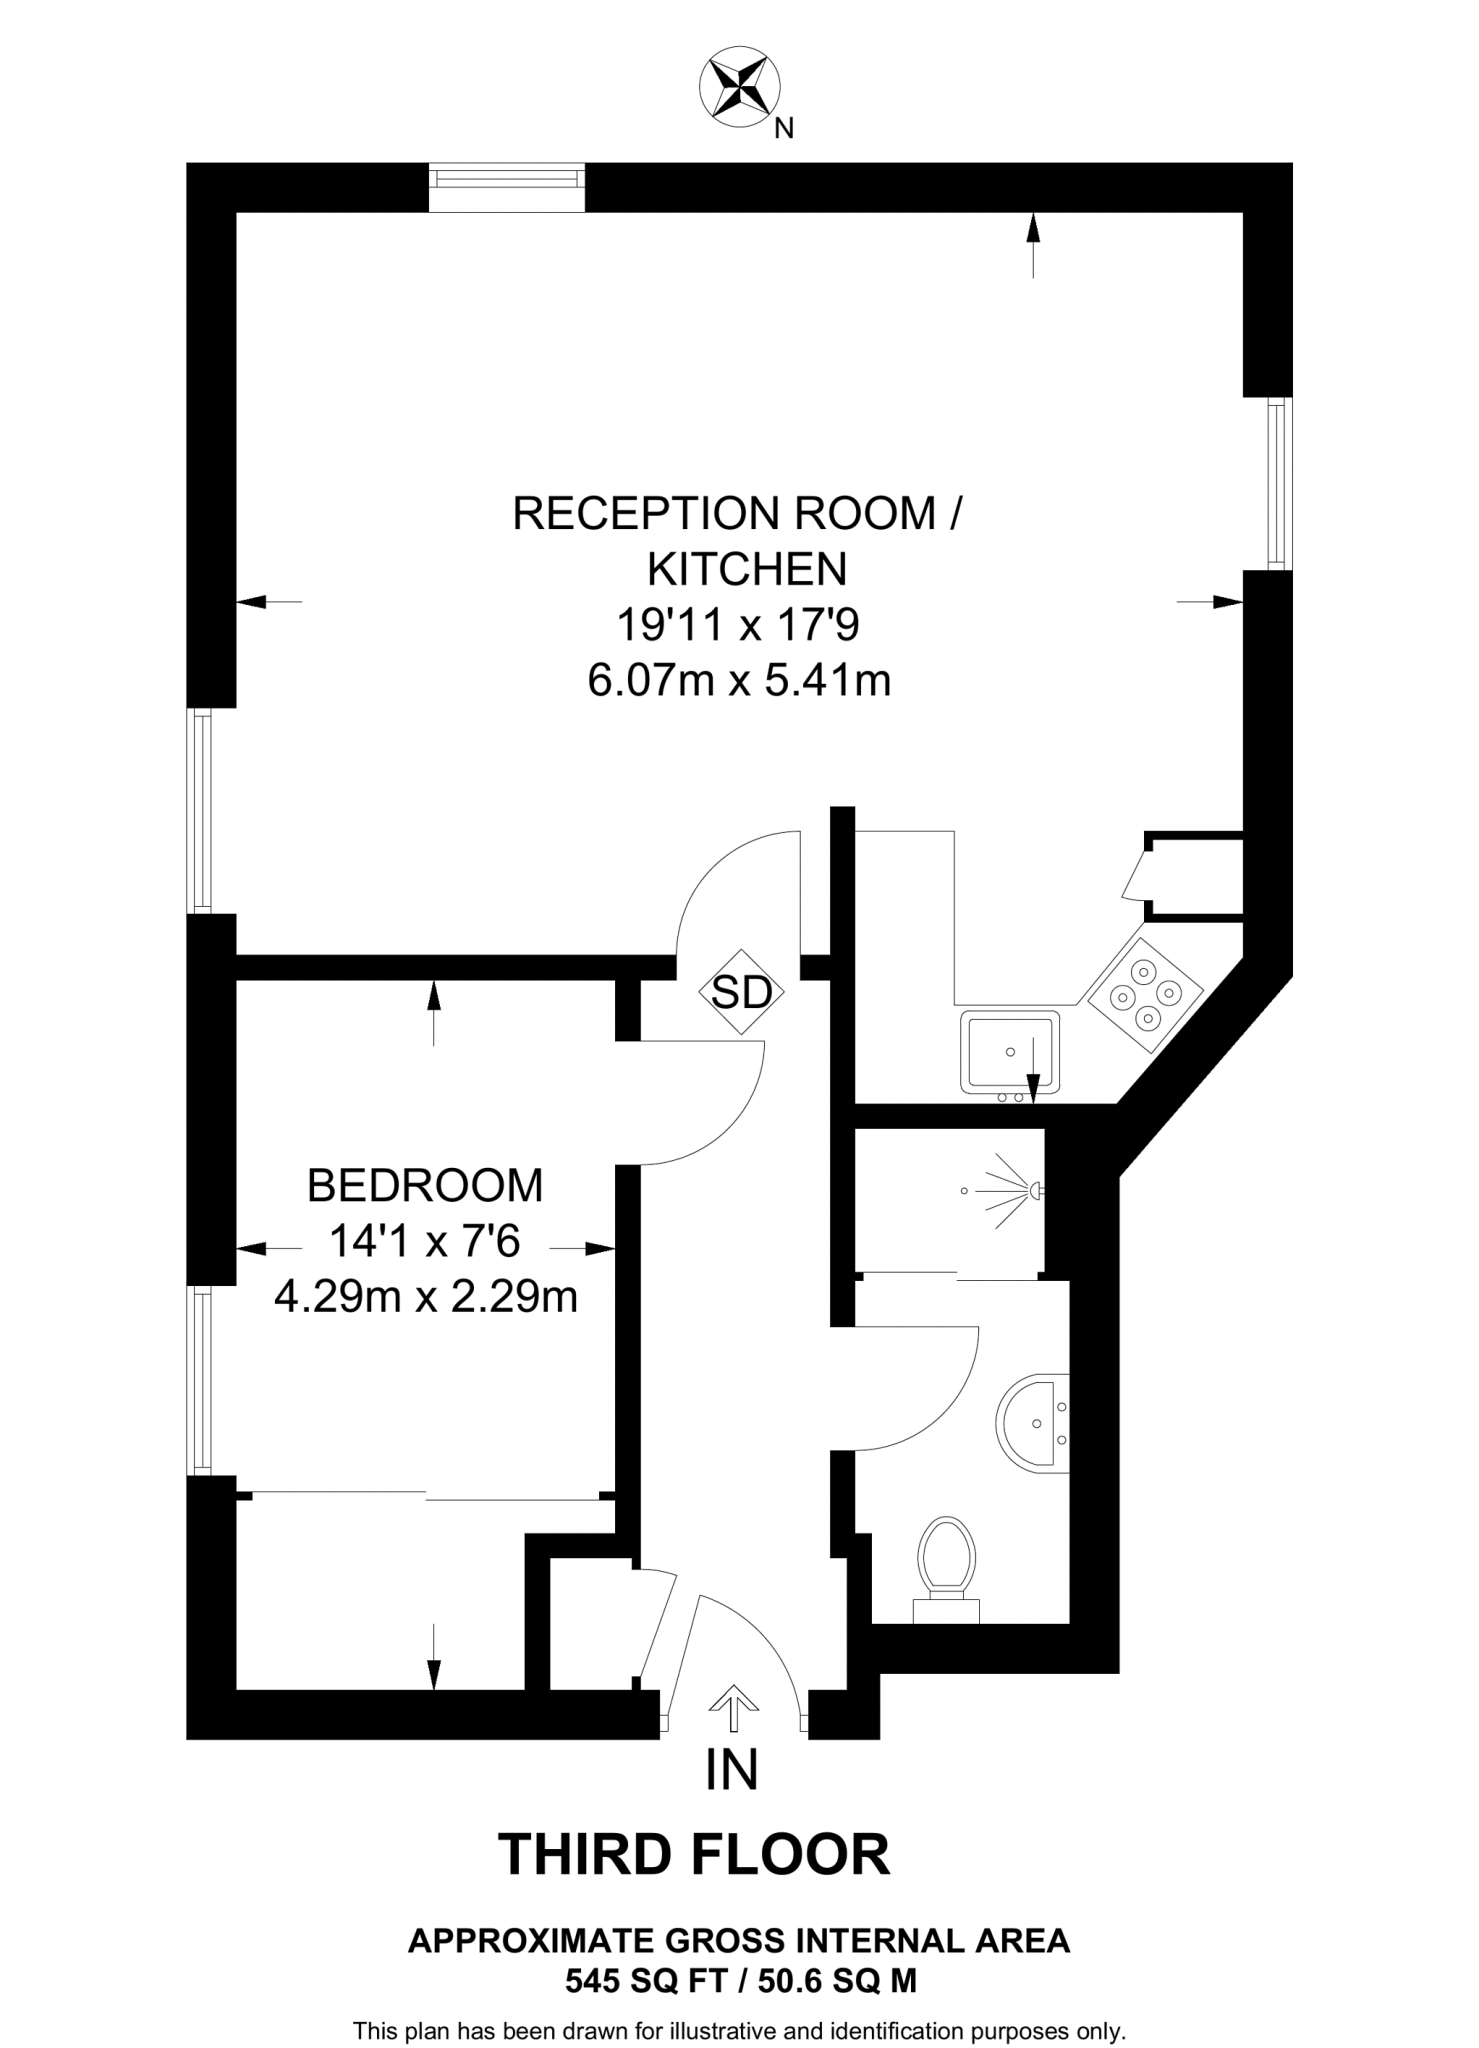 N
RECEPTION ROOM /
KITCHEN
19'11 x 17'9
6.07m x 5.41m
SD
BEDROOM
14'1 x 7'6
4.29m x 2.29m
IN
THIRD FLOOR
APPROXIMATE GROSS INTERNAL AREA
545 SQ FT / 50.6 SQ M
This plan has been drawn for illustrative and identification purposes only.